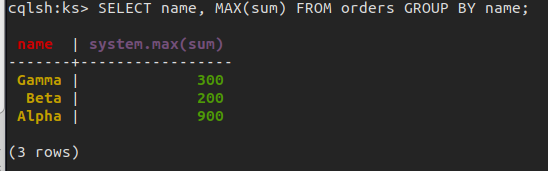 cqlsh:ks> SELECT name, MAX(sum) FROM orders GROUP BY name;
name | system.max(sum)
-------+-----------------
Gamma | 300
Beta | 200
Alpha | 900
(3 rows)